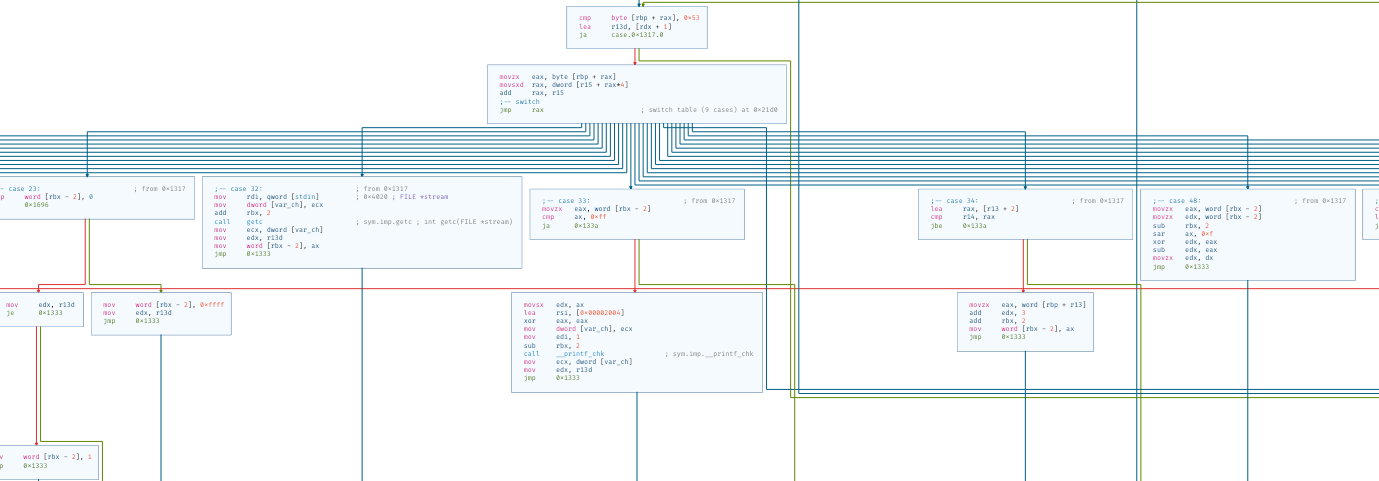 cmp byte [rbp + rax], 0x53
lea r13d, [rdx + 1]
ja case.0x1317.0
movzx eax, byte [rbp + rax]
movsxd rax, dword [r15 + rax*4]
add rax, r15
;-- switch
jmp rax ; switch table (9 cases) at 0x21d0
-- case 23: ; from 0x1317
p word [rbx - 2], 0
0x1696
;-- case 32: ; from 0x1317
mov rdi, qword [stdin] ; 0x4020 ; FILE *stream
mov dword [var_ch], ecx
add rbx, 2
call getc ; sym.imp.getc ; int getc(FILE *stream)
mov ecx, dword [var_ch]
mov edx, r13d
mov word [rbx - 2], ax
jmp 0x1333
;-- case 33: ; from 0x1317
movzx eax, word [rbx - 2]
cmp ax, 0xff
ja 0x133a
;-- case 34: ; from 0x1317
lea rax, [r13 + 2]
cmp r14, rax
jbe 0x133a
;-- case 48: ; from 0x1317
movzx eax, word [rbx - 2]
movzx edx, word [rbx - 2]
sub rbx, 2
sar ax, 0xf
xor edx, eax
sub edx, eax
movzx edx, dx
jmp 0x1333
mov edx, r13d
je 0x1333
mov word [rbx - 2], 0xffff
mov edx, r13d
jmp 0x1333
movsx edx, ax
lea rsi, [0x00002004]
xor eax, eax
mov dword [var_ch], ecx
mov edi, 1
sub rbx, 2
call __printf_chk ; sym.imp.__printf_chk
mov ecx, dword [var_ch]
mov edx, r13d
jmp 0x1333
movzx eax, word [rbp + r13]
add edx, 3
add rbx, 2
mov word [rbx - 2], ax
jmp 0x1333
v word [rbx - 2], 1
p 0x1333